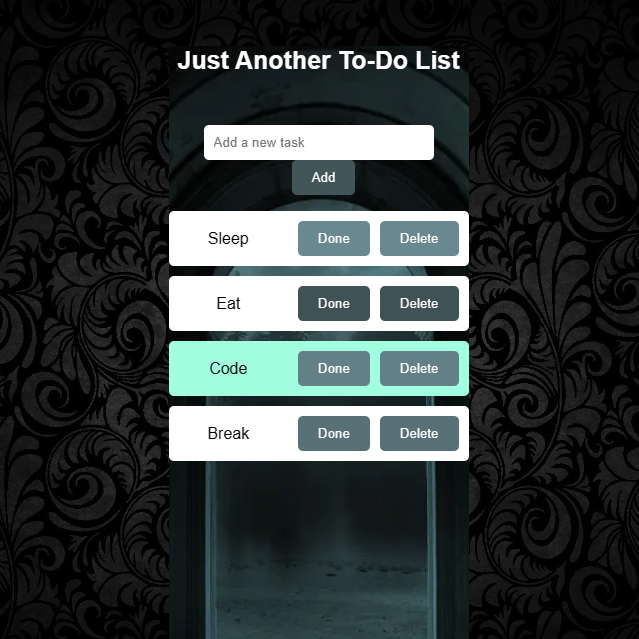 Just Another To-Do List
Add a new task
Add
Sleep Done Delete
Eat Done Delete
Code Done Delete
Break Done Delete